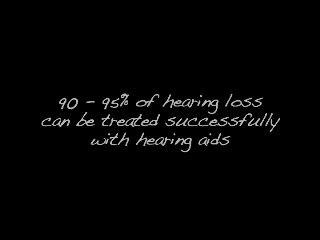 90 - 95% of hearing loss
can be treated successfully
with hearing aids